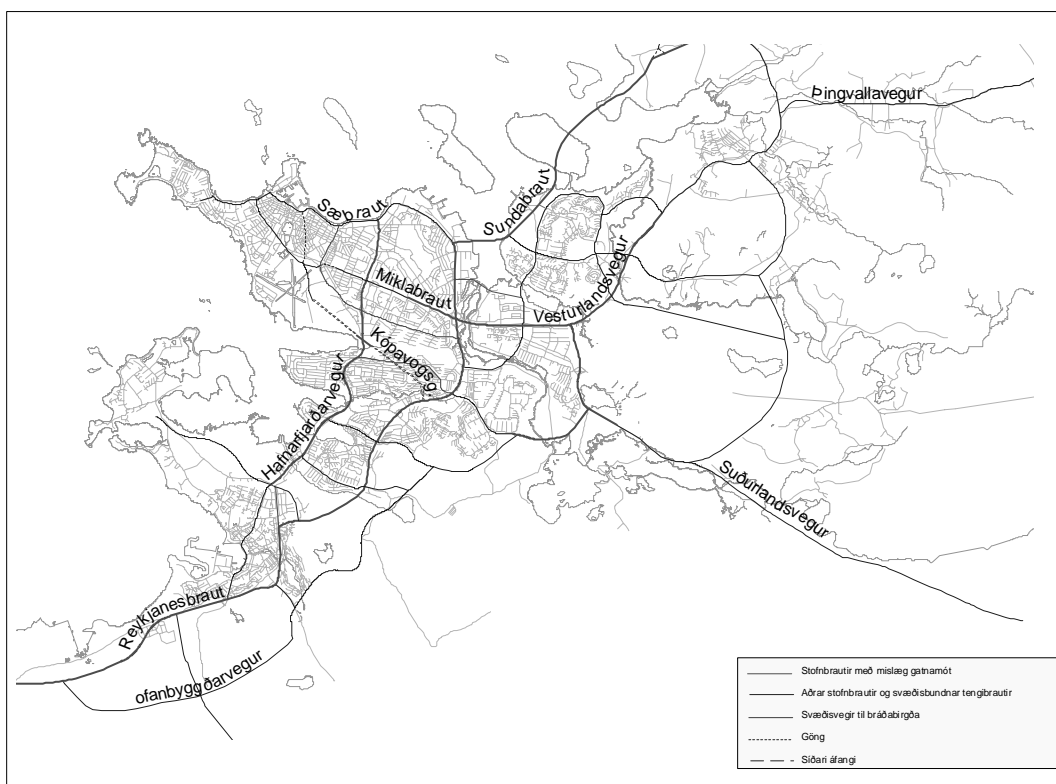 Þingvallavegur
Sundabraut
Sæbraut
Miklabraut
Vesturlandsvegur
Kópavogsg.
Hafnarfjarðarvegur
Suðurlandsvegur
Reykjanesbraut
ofanbyggðarvegur
Stofnbrautir með mislæg gatnamót
Aðrar stofnbrautir og svæðisbundnar tengibrautir
Svæðisvegir til bráðabirgða
Göng
Síðari áfangi